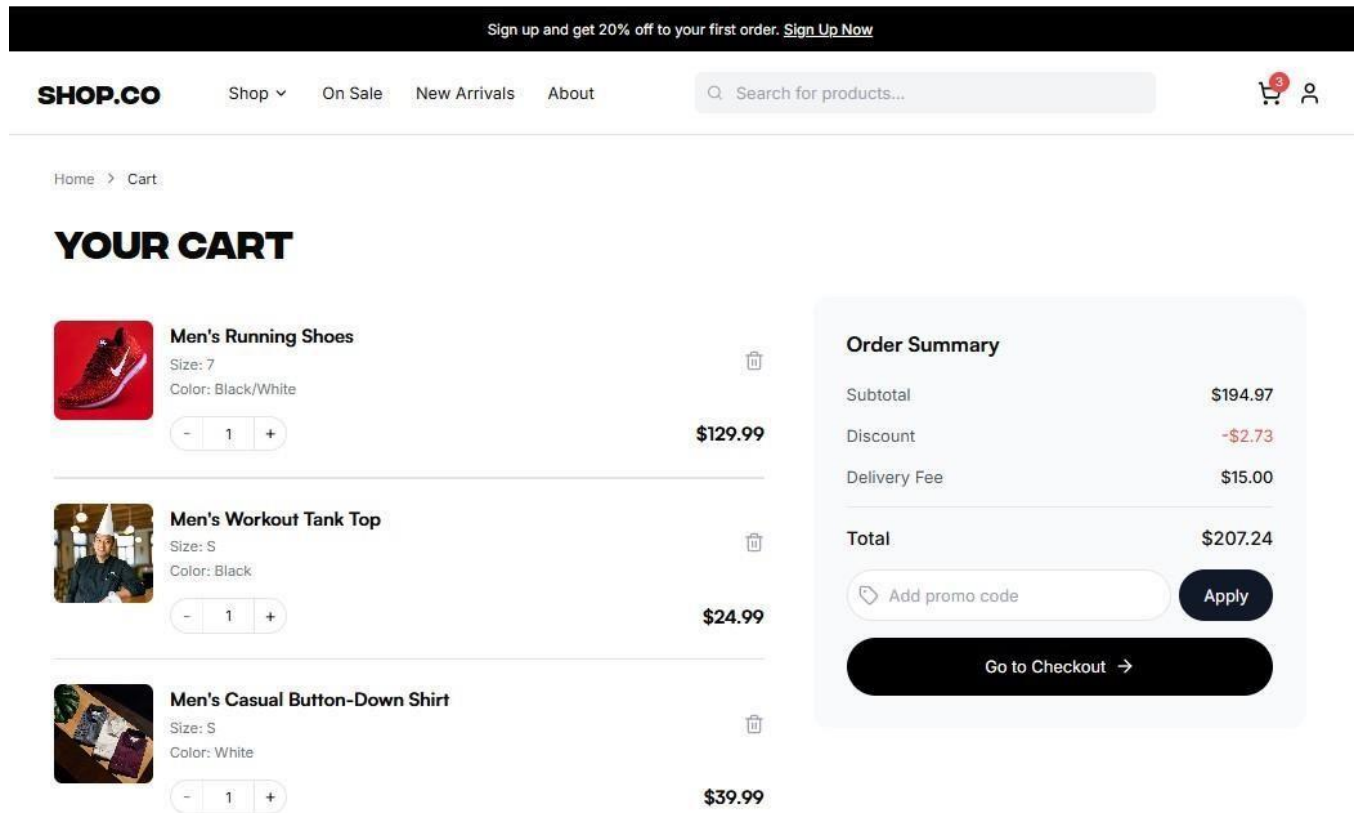 Sign up and get 20% off to your first order. Sign Up Now
SHOP.CO Shop On Sale New Arrivals About Search for products... 3
Home > Cart
YOUR CART
Men's Running Shoes
Size: 7
Color: Black/White
- 1 +
$129.99
Men's Workout Tank Top
Size: S
Color: Black
- 1 +
$24.99
Men's Casual Button-Down Shirt
Size: S
Color: White
- 1 +
$39.99
Order Summary
Subtotal $194.97
Discount -$2.73
Delivery Fee $15.00
Total $207.24
Add promo code Apply
Go to Checkout →